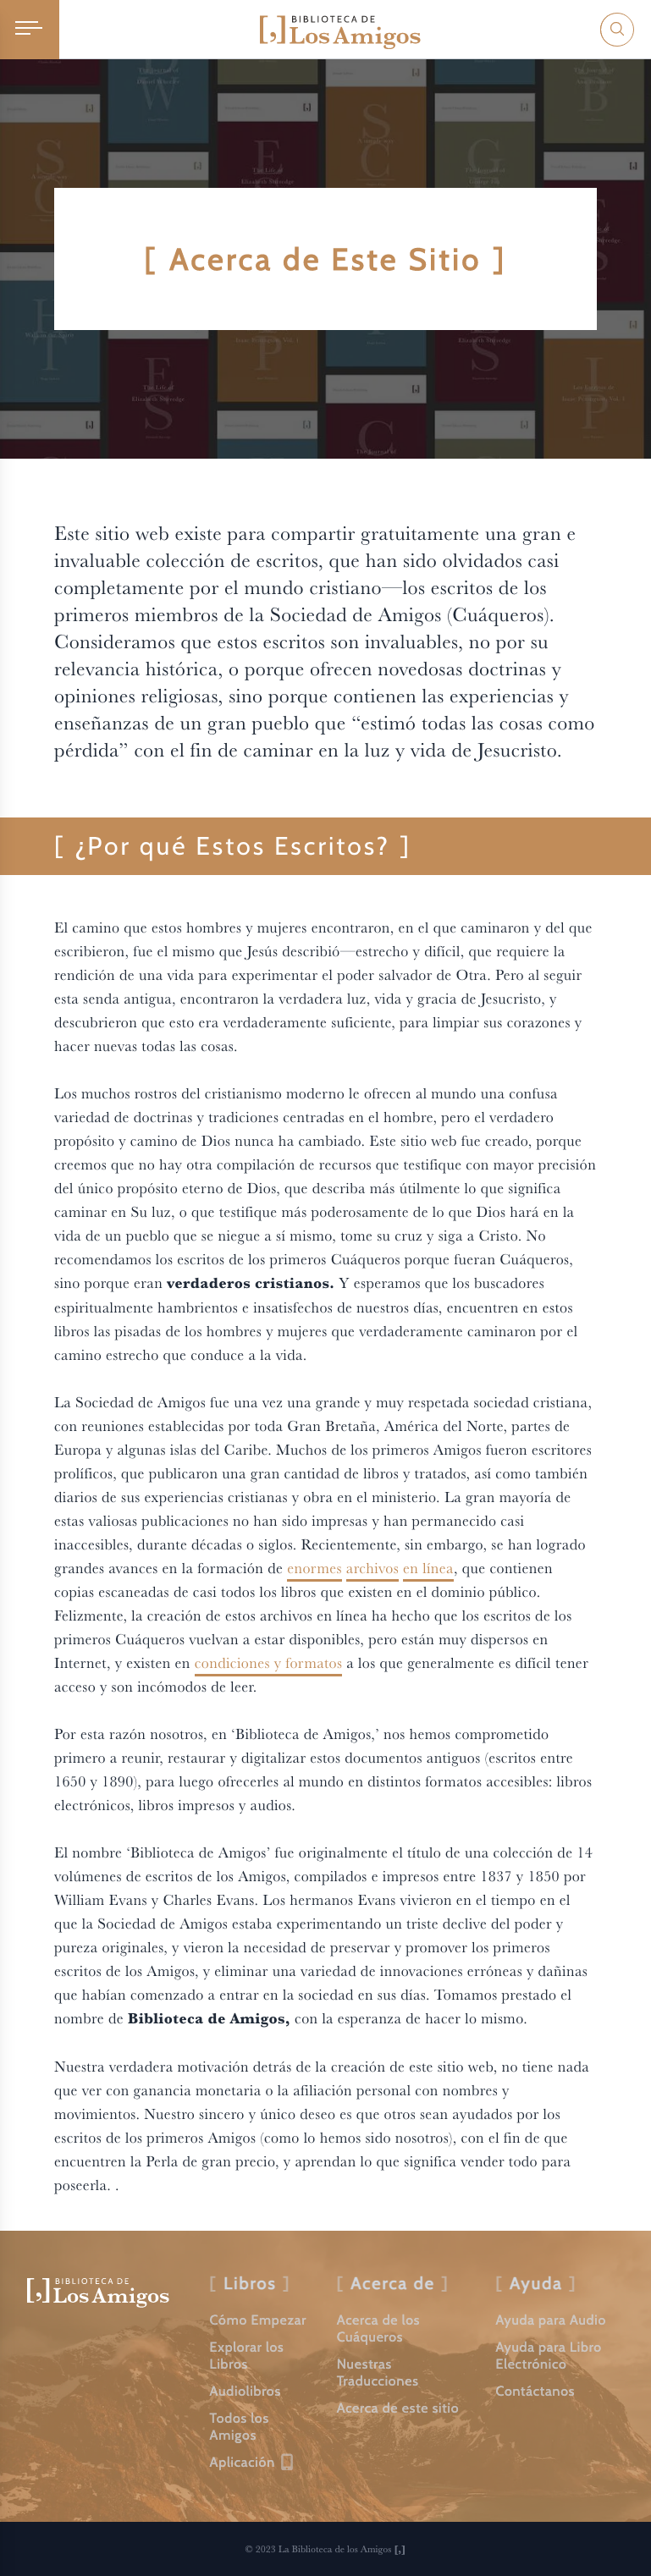 BIBLIOTECA DE
[,] Los Amigos
[ Acerca de Este Sitio ]
Este sitio web existe para compartir gratuitamente una gran e
invaluable colección de escritos, que han sido olvidados casi
completamente por el mundo cristiano—los escritos de los
primeros miembros de la Sociedad de Amigos (Cuáqueros).
Consideramos que estos escritos son invaluables, no por su
relevancia histórica, o porque ofrecen novedosas doctrinas y
opiniones religiosas, sino porque contienen las experiencias y
enseñanzas de un gran pueblo que “estimó todas las cosas como
pérdida” con el fin de caminar en la luz y vida de Jesucristo.
[ ¿Por qué Estos Escritos? ]
El camino que estos hombres y mujeres encontraron, en el que caminaron y del que
escribieron, fue el mismo que Jesús describió—estrecho y difícil, que requiere la
rendición de una vida para experimentar el poder salvador de Otra. Pero al seguir
esta senda antigua, encontraron la verdadera luz, vida y gracia de Jesucristo, y
descubrieron que esto era verdaderamente suficiente, para limpiar sus corazones y
hacer nuevas todas las cosas.
Los muchos rostros del cristianismo moderno le ofrecen al mundo una confusa
variedad de doctrinas y tradiciones centradas en el hombre, pero el verdadero
propósito y camino de Dios nunca ha cambiado. Este sitio web fue creado, porque
creemos que no hay otra compilación de recursos que testifique con mayor precisión
del único propósito eterno de Dios, que describa más útilmente lo que significa
caminar en Su luz, o que testifique más poderosamente de lo que Dios hará en la
vida de un pueblo que se niegue a sí mismo, tome su cruz y siga a Cristo. No
recomendamos los escritos de los primeros Cuáqueros porque fueran Cuáqueros,
sino porque eran verdaderos cristianos. Y esperamos que los buscadores
espiritualmente hambrientos e insatisfechos de nuestros días, encuentren en estos
libros las pisadas de los hombres y mujeres que verdaderamente caminaron por el
camino estrecho que conduce a la vida.
La Sociedad de Amigos fue una vez una grande y muy respetada sociedad cristiana,
con reuniones establecidas por toda Gran Bretaña, América del Norte, partes de
Europa y algunas islas del Caribe. Muchos de los primeros Amigos fueron escritores
prolíficos, que publicaron una gran cantidad de libros y tratados, así como también
diarios de sus experiencias cristianas y obra en el ministerio. La gran mayoría de
estas valiosas publicaciones no han sido impresas y han permanecido casi
inaccesibles, durante décadas o siglos. Recientemente, sin embargo, se han logrado
grandes avances en la formación de enormes archivos en línea, que contienen
copias escaneadas de casi todos los libros que existen en el dominio público.
Felizmente, la creación de estos archivos en línea ha hecho que los escritos de los
primeros Cuáqueros vuelvan a estar disponibles, pero están muy dispersos en
Internet, y existen en condiciones y formatos a los que generalmente es difícil tener
acceso y son incómodos de leer.
Por esta razón nosotros, en ‘Biblioteca de Amigos,’ nos hemos comprometido
primero a reunir, restaurar y digitalizar estos documentos antiguos (escritos entre
1650 y 1890), para luego ofrecerles al mundo en distintos formatos accesibles: libros
electrónicos, libros impresos y audios.
El nombre ‘Biblioteca de Amigos’ fue originalmente el título de una colección de 14
volúmenes de escritos de los Amigos, compilados e impresos entre 1837 y 1850 por
William Evans y Charles Evans. Los hermanos Evans vivieron en el tiempo en el
que la Sociedad de Amigos estaba experimentando un triste declive del poder y
pureza originales, y vieron la necesidad de preservar y promover los primeros
escritos de los Amigos, y eliminar una variedad de innovaciones erróneas y dañinas
que habían comenzado a entrar en la sociedad en sus días. Tomamos prestado el
nombre de Biblioteca de Amigos, con la esperanza de hacer lo mismo.
Nuestra verdadera motivación detrás de la creación de este sitio web, no tiene nada
que ver con ganancia monetaria o la afiliación personal con nombres y
movimientos. Nuestro sincero y único deseo es que otros sean ayudados por los
escritos de los primeros Amigos (como lo hemos sido nosotros), con el fin de que
encuentren la Perla de gran precio, y aprendan lo que significa vender todo para
poseerla. .
BIBLIOTECA DE
[,] Los Amigos
[ Libros ]
Cómo Empezar
Explorar los
Libros
Audiolibros
Todos los
Amigos
Aplicación
[ Acerca de ]
Acerca de los
Cuáqueros
Nuestras
Traducciones
Acerca de este sitio
[ Ayuda ]
Ayuda para Audio
Ayuda para Libro
Electrónico
Contáctanos
© 2023 La Biblioteca de los Amigos [,]